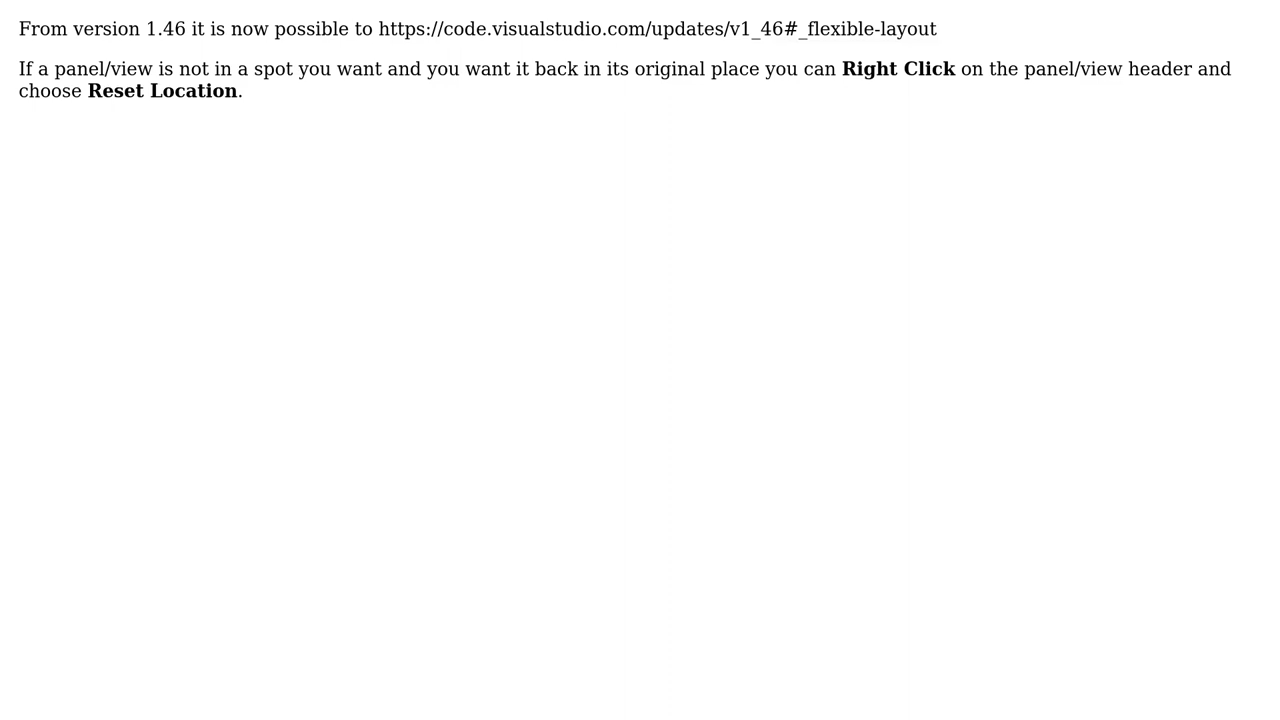 From version 1.46 it is now possible to https://code.visualstudio.com/updates/v1_46#_flexible-layout
If a panel/view is not in a spot you want and you want it back in its original place you can Right Click on the panel/view header and
choose Reset Location.